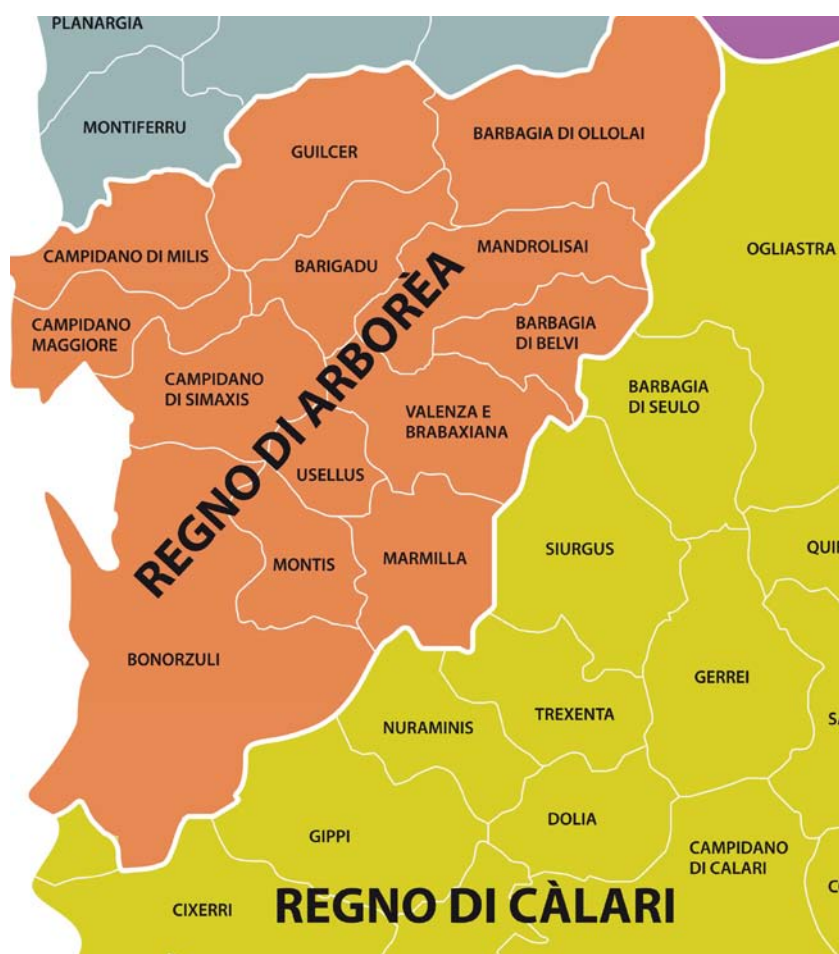 PLANARGIA
MONTIFERRU
GUILCER
BARBAGIA DI OLLOLAI
CAMPIDANO DI MILIS
BARIGADU
MANDROLISAI
OGLIASTRA
CAMPIDANO
MAGGIORE
BARBAGIA
DI BELVI
CAMPIDANO
DI SIMAXIS
BARBAGIA
DI SEULO
VALENZA E
BRABAXIANA
REGNO DI ARBORÈA
USELLUS
MONTIS
MARMILLA
SIURGUS
BONORZULI
GERREI
NURAMINIS
TREXENTA
GIPPI
DOLIA
CAMPIDANO
DI CALARI
CIXERRI
REGNO DI CÀLARI